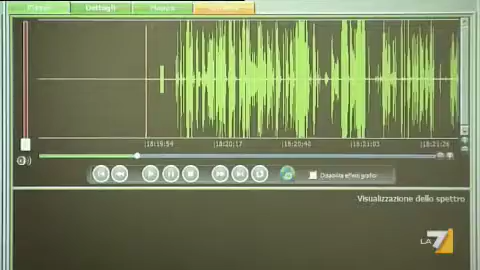 Dettagli
|18:19:54 |18:20:17 |18:20:40 |18:21:03 |18:21:26
Disabilita effetti grafici
Visualizzazione dello spettro
LA7